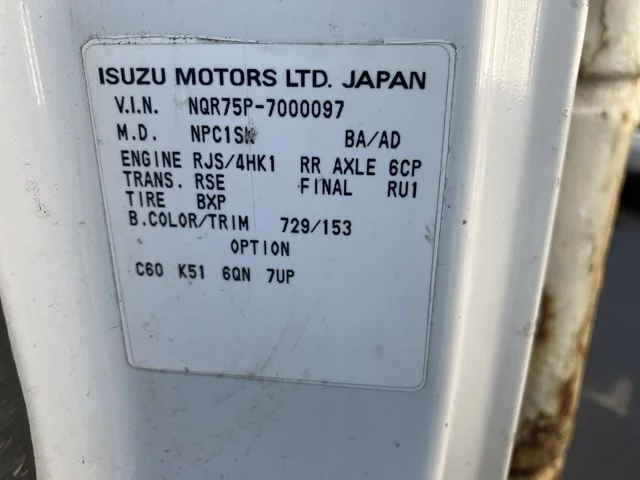 ISUZU MOTORS LTD. JAPAN
V.I.N. NQR75P-7000097
M.D. BA/AD
ENGINE RJS/4HK1 RR AXLE 6CP
TRANS. RSE FINAL RU1
TIRE BXP
B.COLOR/TRIM 729/153
OPTION
C60 K51 6QN 7UP